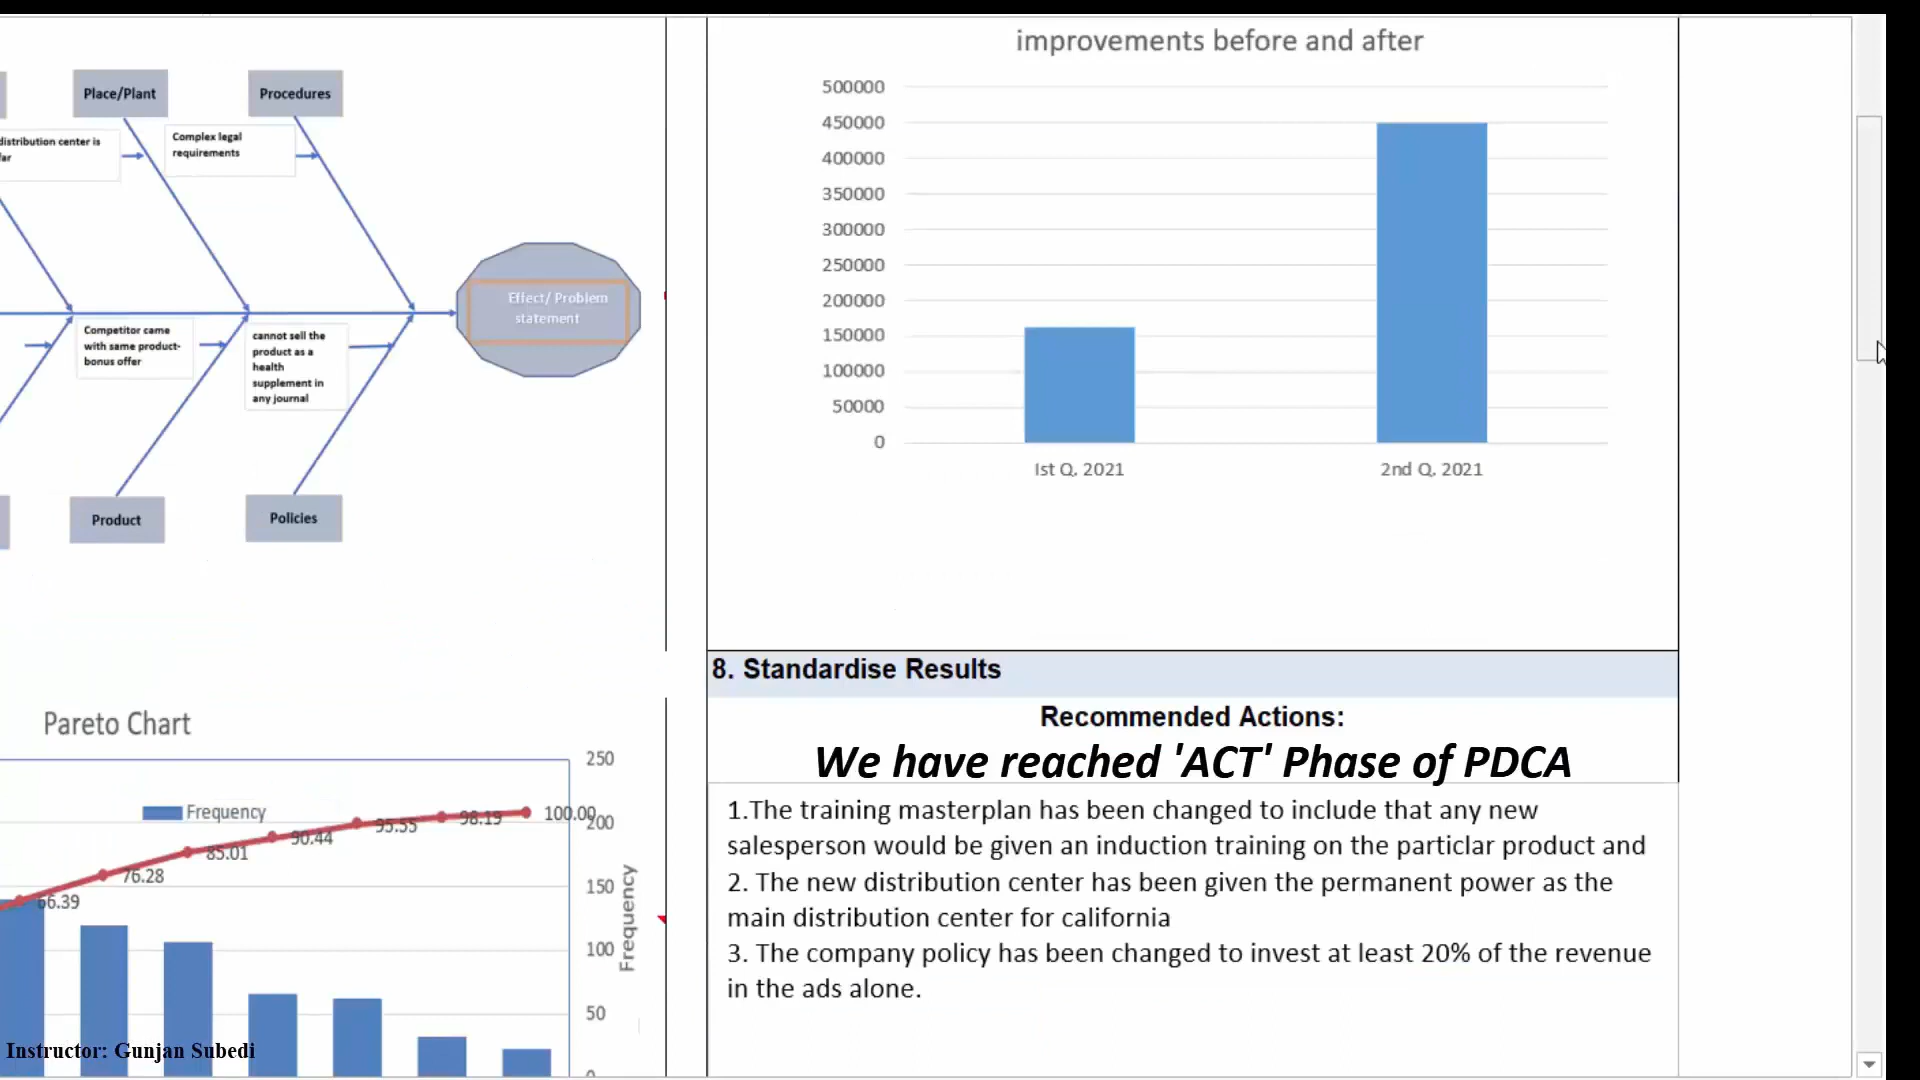 Place/Plant
Procedures
distribution center is
far
Complex legal
requirements
Effect/ Problem
statement
Competitor came
with same product-
bonus offer
cannot sell the
product as a
health
supplement in
any journal
Product
Policies
Pareto Chart
Frequency
66.39
76.28
85.01
90.44
95.55
98.19
100.00
250
200
150
100
50
0
Frequency
Instructor: Gunjan Subedi
improvements before and after
500000
450000
400000
350000
300000
250000
200000
150000
100000
50000
0
Ist Q, 2021
2nd Q, 2021
8. Standardise Results
Recommended Actions:
We have reached 'ACT' Phase of PDCA
1.The training masterplan has been changed to include that any new
salesperson would be given an induction training on the particlar product and
2. The new distribution center has been given the permanent power as the
main distribution center for california
3. The company policy has been changed to invest at least 20% of the revenue
in the ads alone.